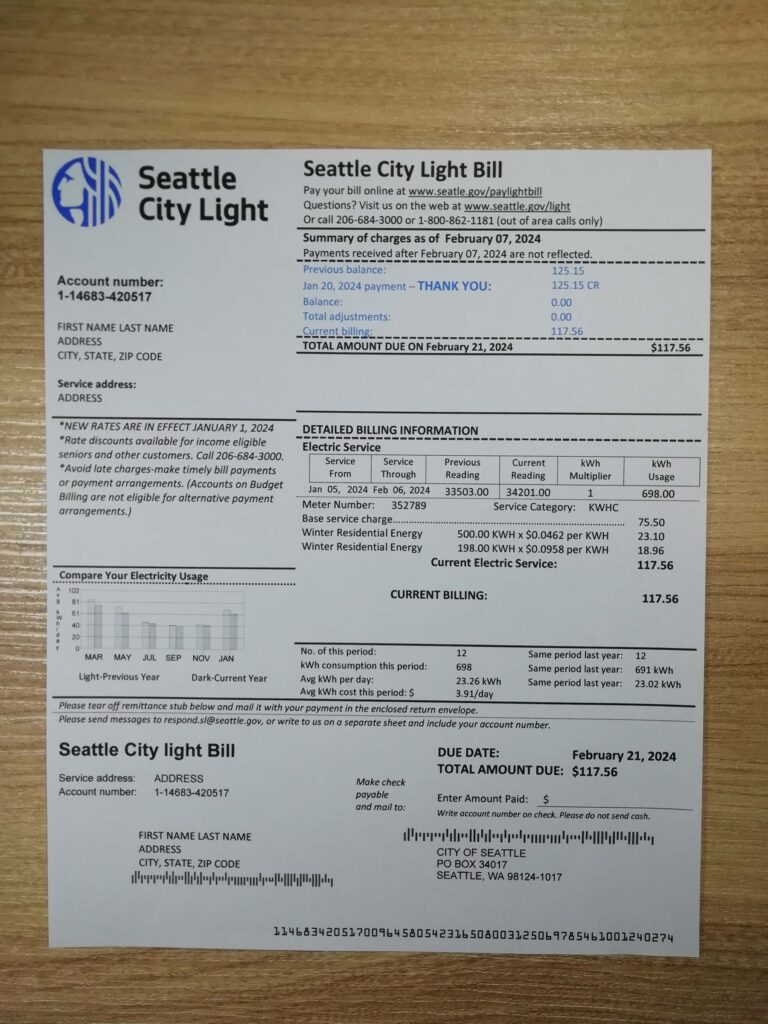 Seattle
City Light
Account number:
1-14683-420517
FIRST NAME LAST NAME
ADDRESS
CITY, STATE, ZIP CODE
Service address:
ADDRESS
Seattle City Light Bill
Pay your bill online at www.seatle.gov/paylightbill
Questions? Visit us on the web at www.seattle.gov/light
Or call 206-684-3000 or 1-800-862-1181 (out of area calls only)
Summary of charges as of February 07, 2024
Payments received after February 07, 2024 are not reflected.
Previous balance: 125.15
Jan 20, 2024 payment – THANK YOU: 125.15 CR
Balance: 0.00
Total adjustments: 0.00
Current billing: 117.56
TOTAL AMOUNT DUE ON February 21, 2024 $117.56
*NEW RATES ARE IN EFFECT JANUARY 1, 2024
*Rate discounts available for income eligible
seniors and other customers. Call 206-684-3000.
*Avoid late charges-make timely bill payments
or payment arrangements. (Accounts on Budget
Billing are not eligible for alternative payment
arrangements.)
DETAILED BILLING INFORMATION
Electric Service
Service From Service Through Previous Reading Current Reading kWh Multiplier kWh Usage
Jan 05, 2024 Feb 06, 2024 33503.00 34201.00 1 698.00
Meter Number: 352789 Service Category: KWHC
Base service charge.......................................................... 75.50
Winter Residential Energy 500.00 KWH x $0.0462 per KWH 23.10
Winter Residential Energy 198.00 KWH x $0.0958 per KWH 18.96
Current Electric Service: 117.56
CURRENT BILLING: 117.56
Compare Your Electricity Usage
Avg kWh/day
102
81
61
40
20
0
MAR MAY JUL SEP NOV JAN
Light-Previous Year Dark-Current Year
No. of this period: 12 Same period last year: 12
kWh consumption this period: 698 Same period last year: 691 kWh
Avg kWh per day: 23.26 kWh Same period last year: 23.02 kWh
Avg kWh cost this period: $ 3.91/day
Please tear off remittance stub below and mail it with your payment in the enclosed return envelope.
Please send messages to respond.sl@seattle.gov, or write to us on a separate sheet and include your account number.
Seattle City light Bill
Service address: ADDRESS
Account number: 1-14683-420517
Make check
payable
and mail to:
DUE DATE: February 21, 2024
TOTAL AMOUNT DUE: $117.56
Enter Amount Paid: $
Write account number on check. Please do not send cash.
FIRST NAME LAST NAME
ADDRESS
CITY, STATE, ZIP CODE
CITY OF SEATTLE
PO BOX 34017
SEATTLE, WA 98124-1017
11468342051700964580542316508003125069785461001240274